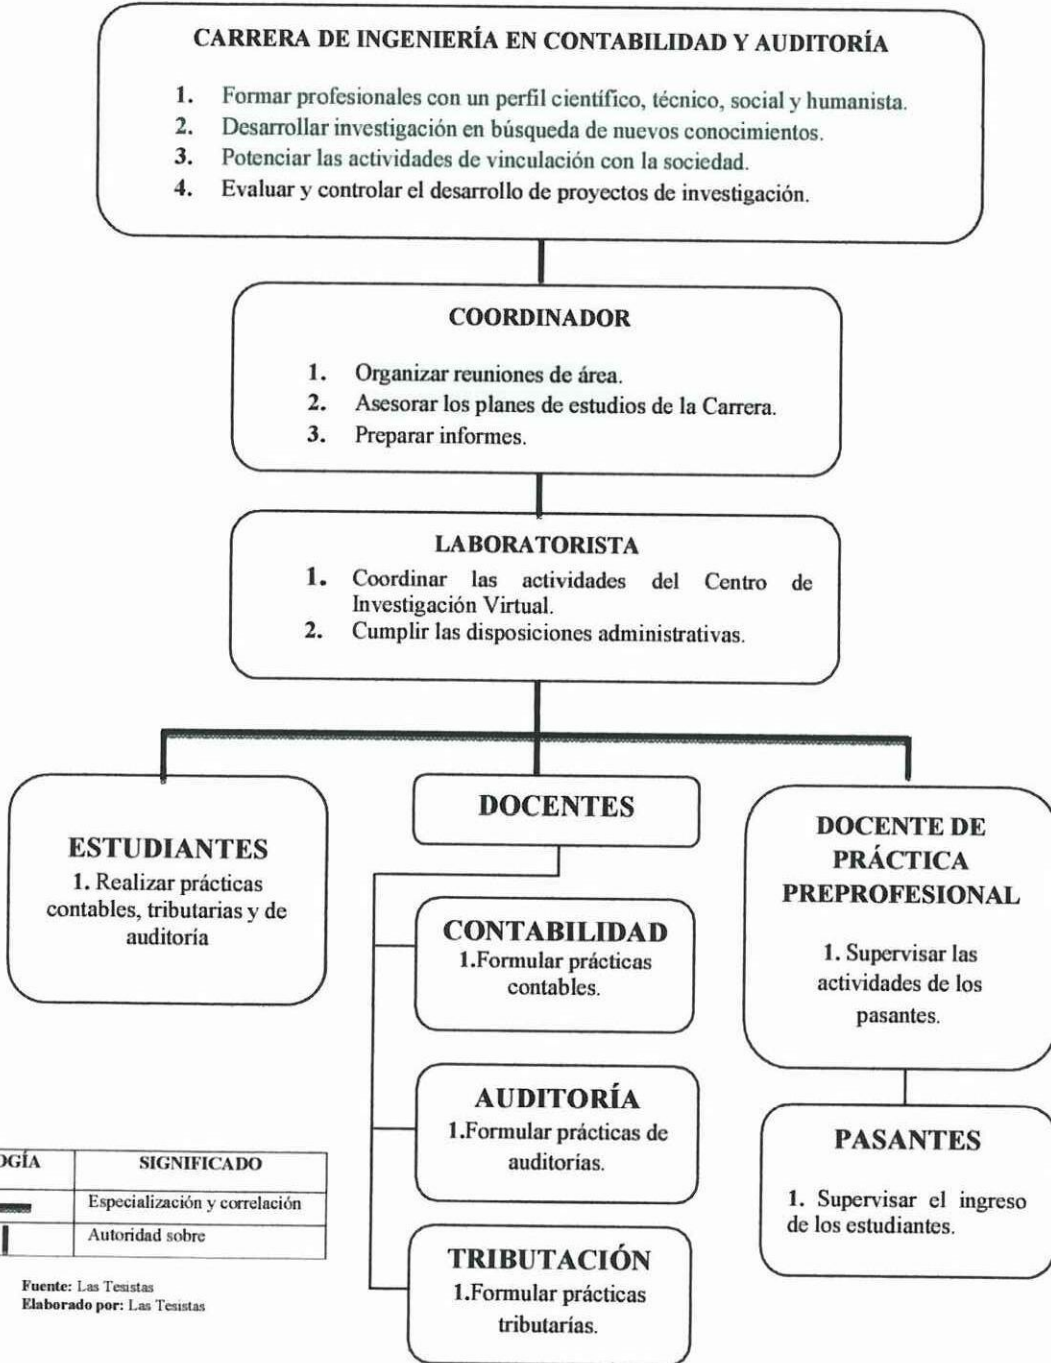 CARRERA DE INGENIERÍA EN CONTABILIDAD Y AUDITORÍA
1. Formar profesionales con un perfil científico, técnico, social y humanista.
2. Desarrollar investigación en búsqueda de nuevos conocimientos.
3. Potenciar las actividades de vinculación con la sociedad.
4. Evaluar y controlar el desarrollo de proyectos de investigación.
COORDINADOR
1. Organizar reuniones de área.
2. Asesorar los planes de estudios de la Carrera.
3. Preparar informes.
LABORATORISTA
1. Coordinar las actividades del Centro de
Investigación Virtual.
2. Cumplir las disposiciones administrativas.
ESTUDIANTES
1. Realizar prácticas
contables, tributarias y de
auditoría
DOCENTES
CONTABILIDAD
1.Formular prácticas
contables.
AUDITORÍA
1.Formular prácticas de
auditorías.
TRIBUTACIÓN
1.Formular prácticas
tributarías.
DOCENTE DE
PRÁCTICA
PREPROFESIONAL
1. Supervisar las
actividades de los
pasantes.
PASANTES
1. Supervisar el ingreso
de los estudiantes.
OGÍA SIGNIFICADO
Especialización y correlación
Autoridad sobre
Fuente: Las Tesistas
Elaborado por: Las Tesistas